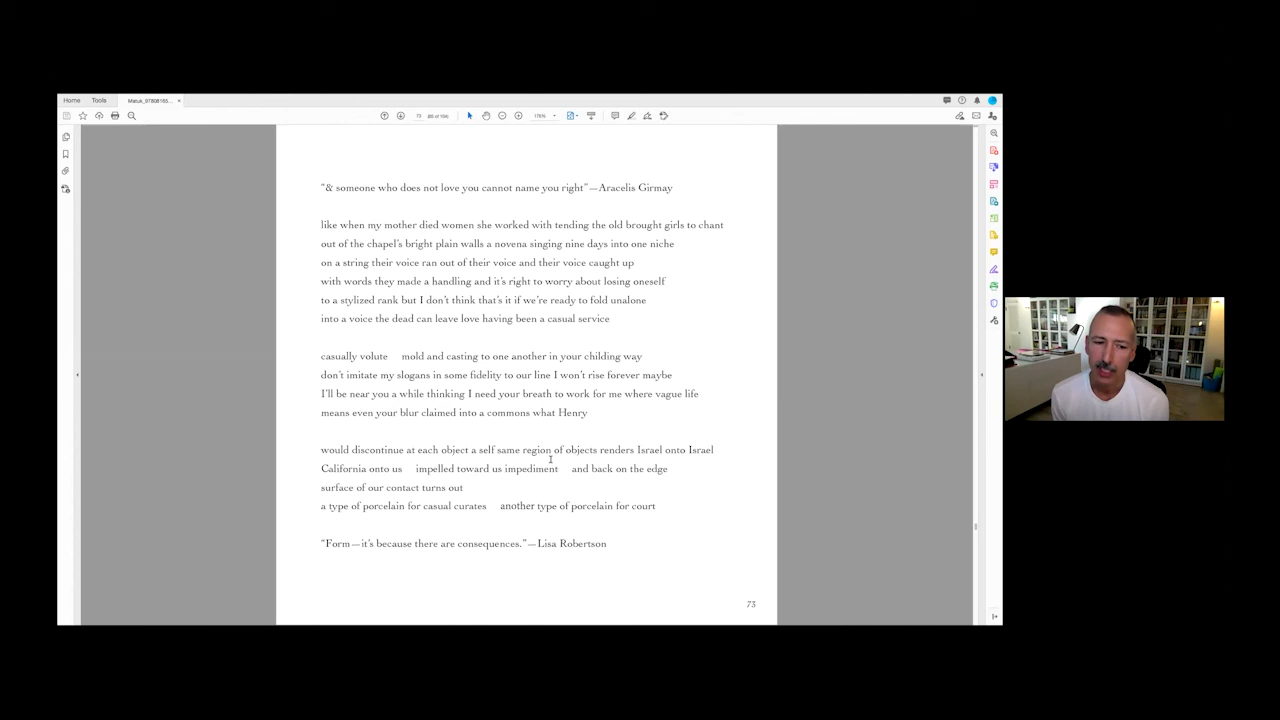 Home Tools Matuk_9780B155...
73 (85 of 104) 176%
"& someone who does not love you cannot name you right"—Aracelis Girmay
like when my mother died women she worked with tending the old brought girls to chant
out of the chapel's bright plain walls a novena singing nine days into one niche
on a string their voice ran out of their voice and their voice caught up
with words they made a handling and it's right to worry about losing oneself
to a stylized rank but I don't think that's it if we're ready to fold unalone
into a voice the dead can leave love having been a casual service
casually volute mold and casting to one another in your childing way
don't imitate my slogans in some fidelity to our line I won't rise forever maybe
I'll be near you a while thinking I need your breath to work for me where vague life
means even your blur claimed into a commons what Henry
would discontinue at each object a self same region of objects renders Israel onto Israel
California onto us impelled toward us impediment and back on the edge
surface of our contact turns out
a type of porcelain for casual curates another type of porcelain for court
"Form—it's because there are consequences."—Lisa Robertson
73